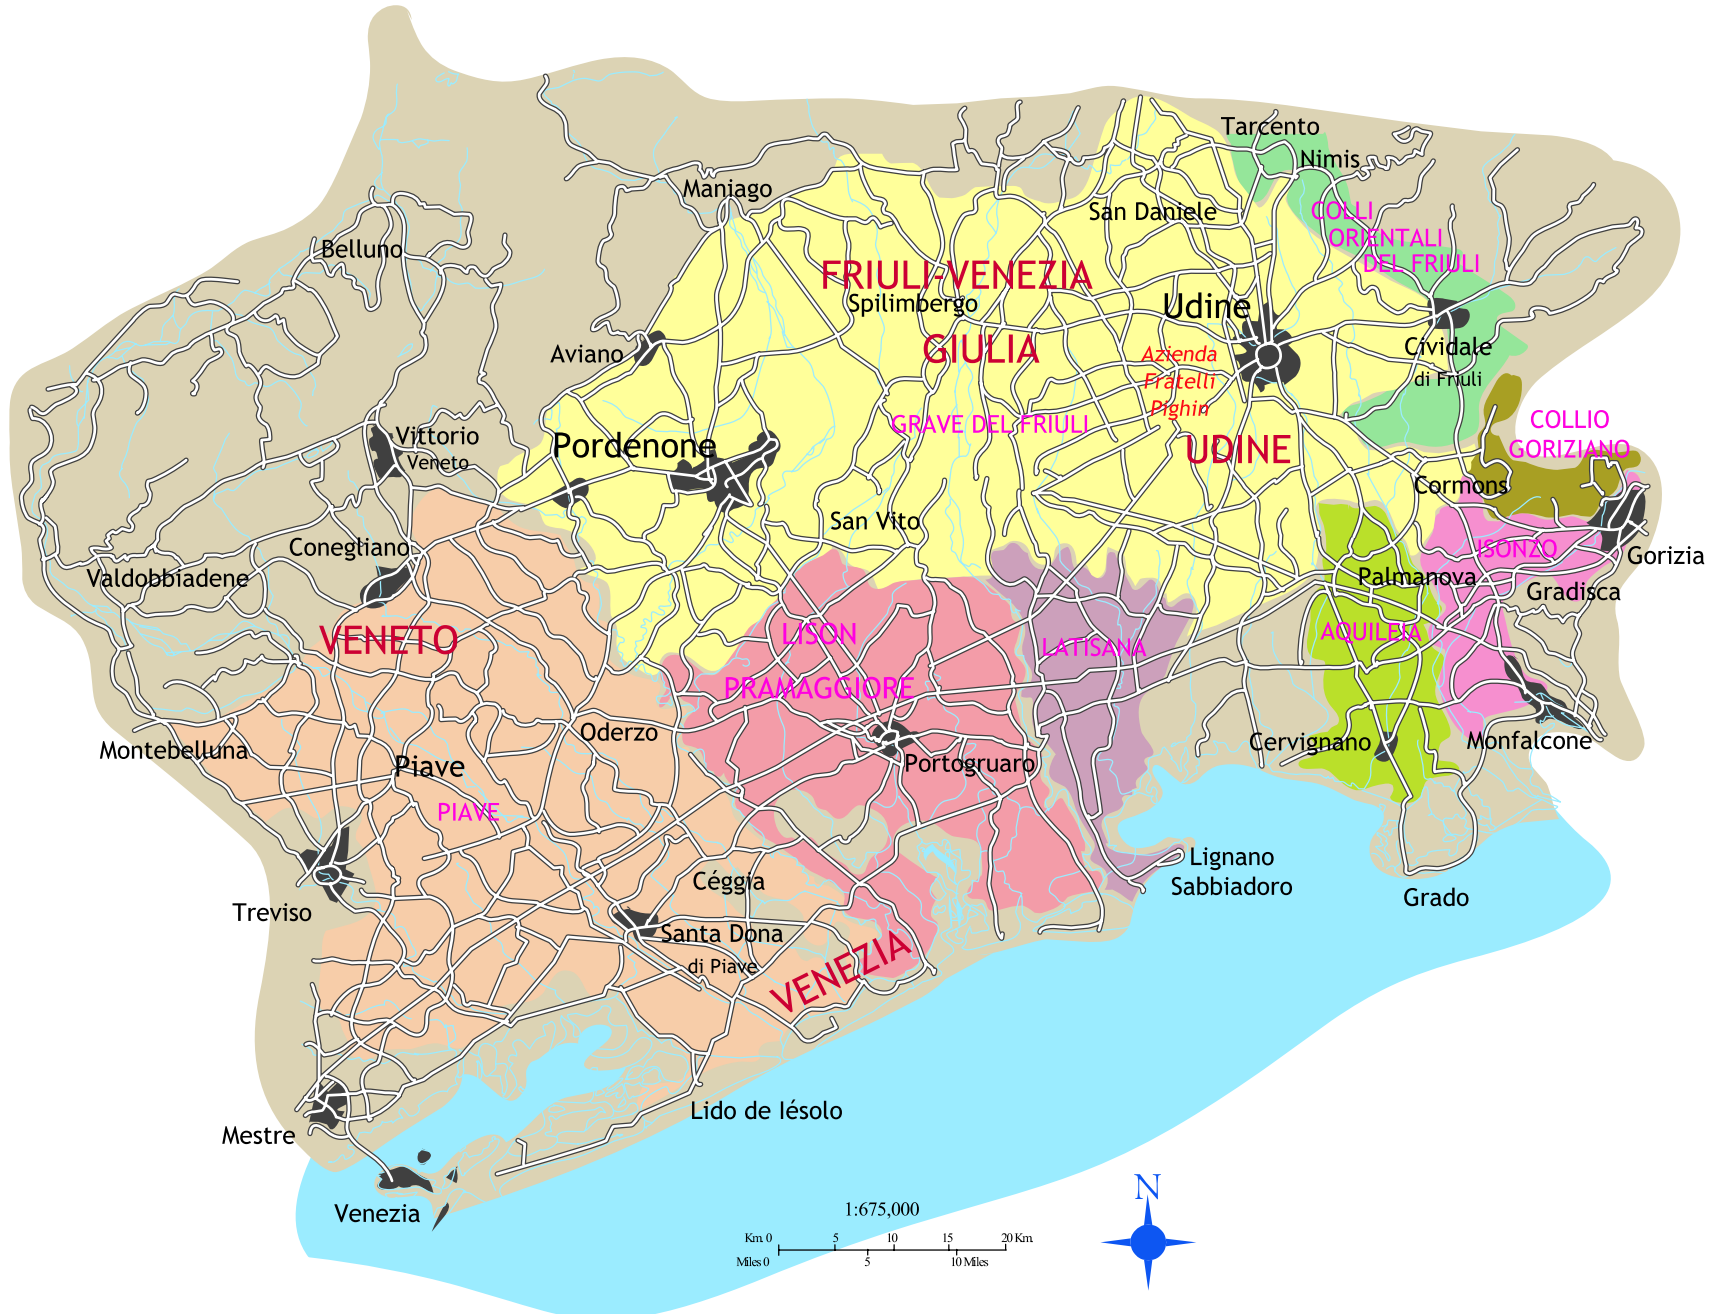 Tarcento
Nimis
Maniago
San Daniele
COLLI
ORIENTALI
DEL FRIULI
Belluno
FRIULI-VENEZIA
Spilimbergo
Udine
GIULIA
Aviano
Azienda
Fratelli
Pighin
Cividale
di Friuli
GRAVE DEL FRIULI
COLLIO
GORIZIANO
Vittorio
Veneto
Pordenone
UDINE
Cormons
San Vito
Conegliano
ISONZO
Gorizia
Valdobbiadene
Palmanova
Gradisca
VENETO
LISON
LATISANA
AQUILEIA
PRAMAGGIORE
Oderzo
Montebelluna
Cervignano
Monfalcone
Piave
Portogruaro
PIAVE
Lignano
Sabbiadoro
Céggia
Grado
Treviso
Santa Dona
di Piave
VENEZIA
Lido de Iésolo
Mestre
Venezia
N
1:675,000
Km. 0 5 10 15 20 Km.
Miles 0 5 10 Miles